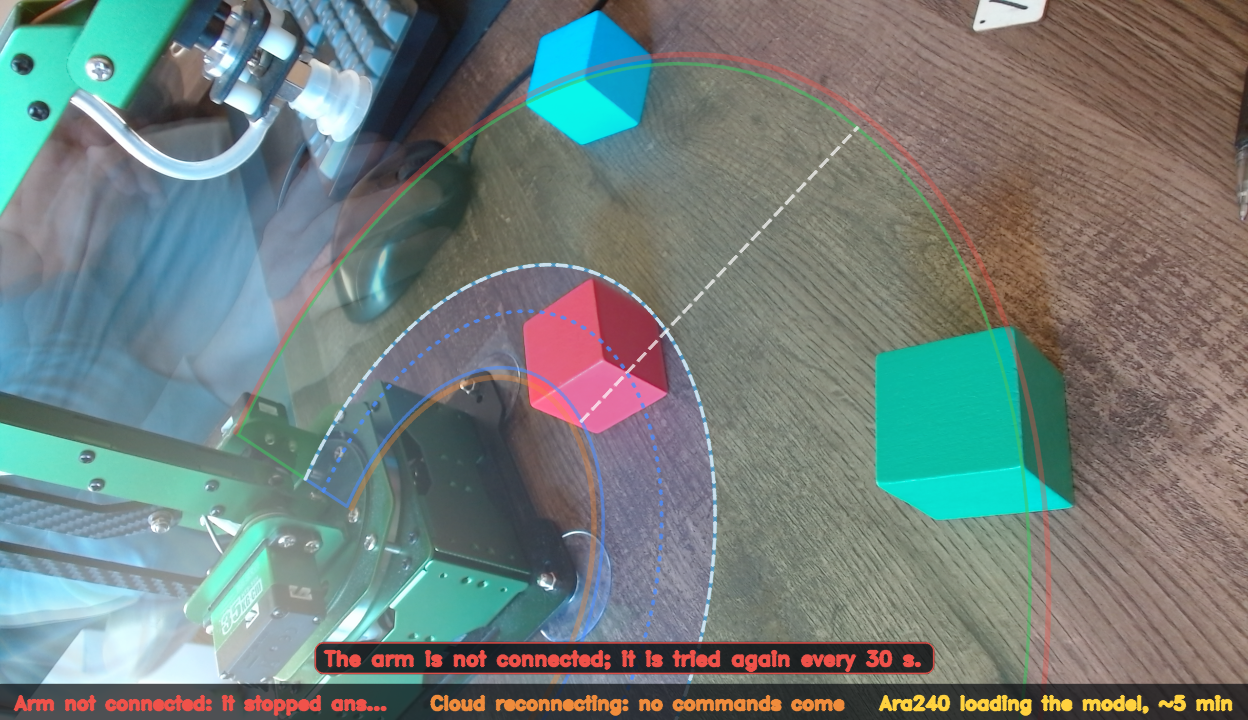 The arm is not connected; it is tried again every 30 s.
Arm not connected: it stopped ans... Cloud reconnecting: no commands come Ara240 loading the model, ~5 min